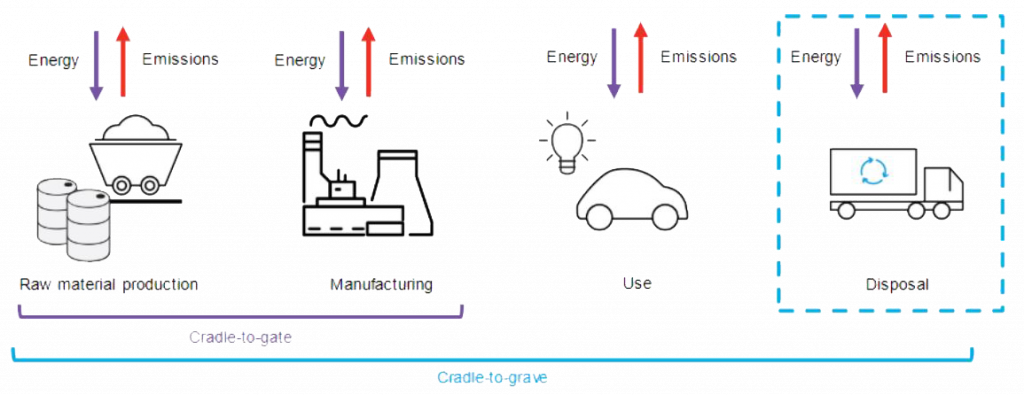 Energy Emissions Energy Emissions Energy Emissions Energy Emissions
Raw material production Manufacturing Use Disposal
Cradle-to-gate
Cradle-to-grave